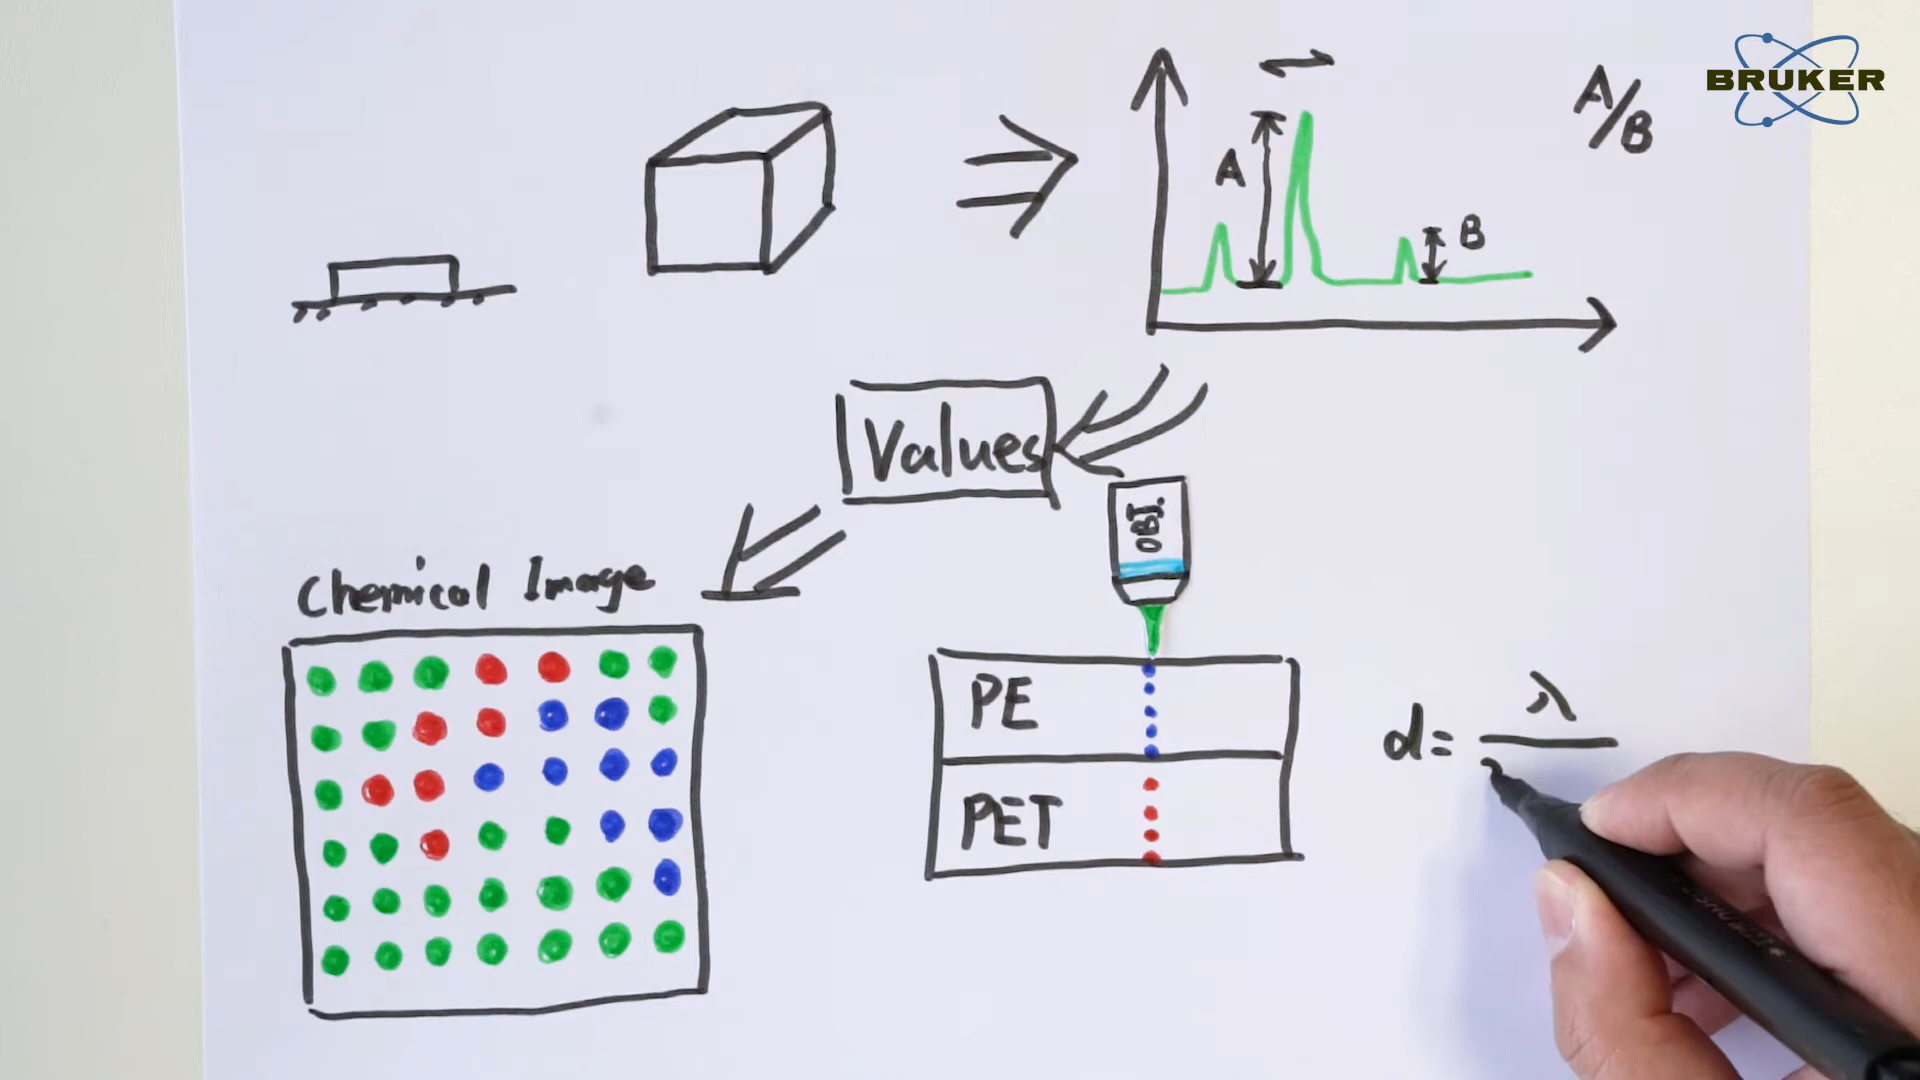 BRUKER
A/B
A
B
Values
OBJ.
Chemical Image
PE
PET
d= λ